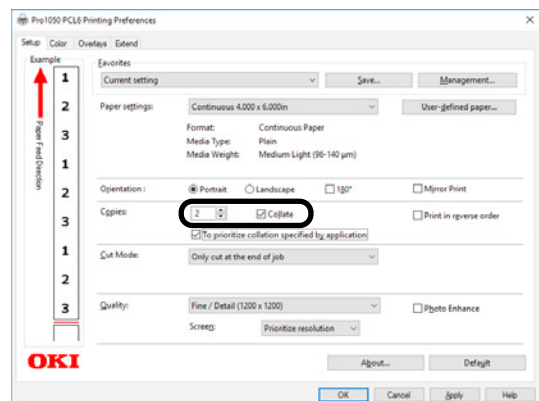 Pro1050 PCL6 Printing Preferences
Setup Color Overlays Extend
Example
Favorites
1
Current setting Save... Management...
2
Paper settings: Continuous 4.000 x 6.000in User-defined paper...
3
Format: Continuous Paper
Media Type: Plain
Media Weight: Medium Light (96-140 µm)
1
Paper Feed Direction
2
Orientation : Portrait Landscape 180° Mirror Print
3
Copies: 2 Collate Print in reverse order
To prioritize collation specified by application
1
Cut Mode: Only cut at the end of job
2
3
Quality: Fine / Detail (1200 x 1200) Photo Enhance
Screen: Prioritize resolution
OKI
About... Default
OK Cancel Apply Help